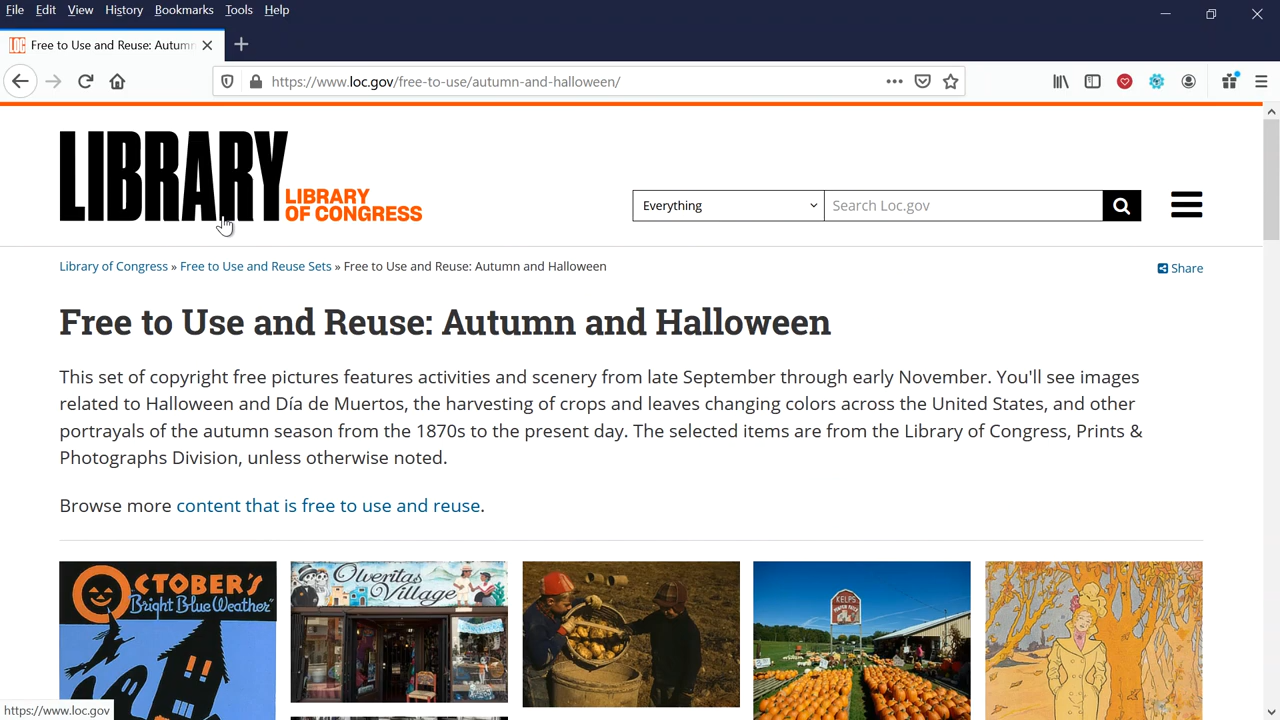 File Edit View History Bookmarks Tools Help
LOC Free to Use and Reuse: Autumn
https://www.loc.gov/free-to-use/autumn-and-halloween/
LIBRARY
LIBRARY
OF CONGRESS
Everything
Search Loc.gov
Library of Congress » Free to Use and Reuse Sets » Free to Use and Reuse: Autumn and Halloween
Share
Free to Use and Reuse: Autumn and Halloween
This set of copyright free pictures features activities and scenery from late September through early November. You'll see images
related to Halloween and Día de Muertos, the harvesting of crops and leaves changing colors across the United States, and other
portrayals of the autumn season from the 1870s to the present day. The selected items are from the Library of Congress, Prints &
Photographs Division, unless otherwise noted.
Browse more content that is free to use and reuse.
OCTOBER'S
Bright Blue Weather"
Olveritas
Village
KELPS
https://www.loc.gov